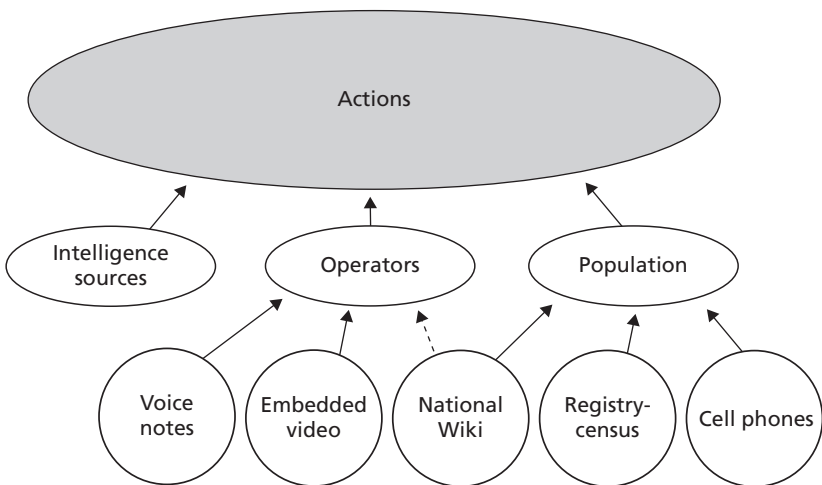 Actions
Intelligence
sources
Operators
Population
Voice
notes
Embedded
video
National
Wiki
Registry-
census
Cell phones